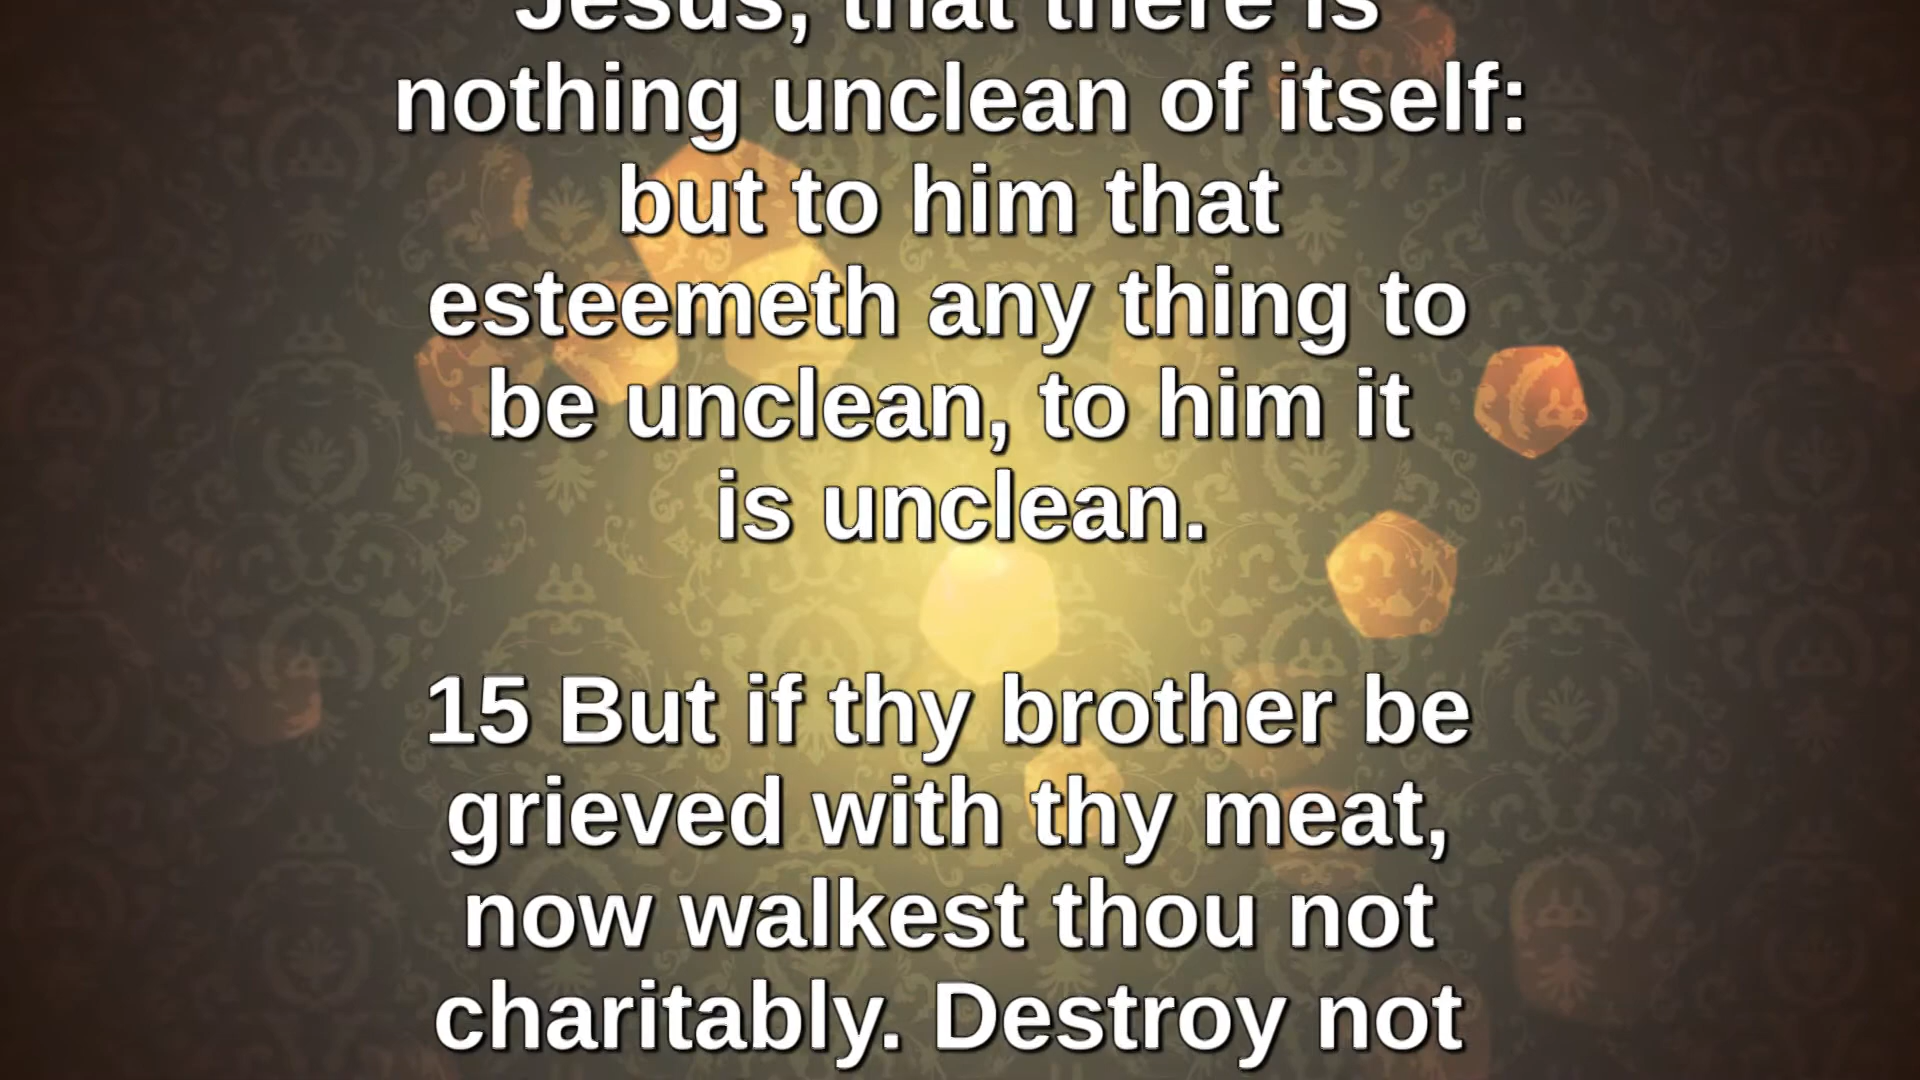 Jesus, that there is
nothing unclean of itself:
but to him that
esteemeth any thing to
be unclean, to him it
is unclean.
15 But if thy brother be
grieved with thy meat,
now walkest thou not
charitably. Destroy not